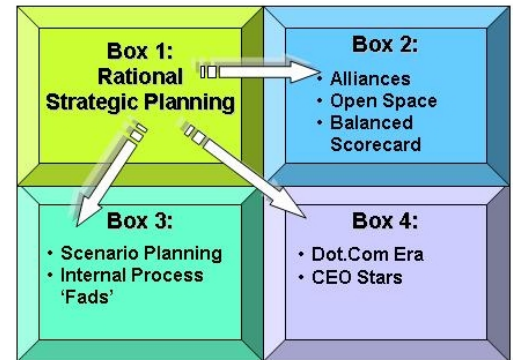 Box 1:
Rational
Strategic Planning
Box 2:
• Alliances
• Open Space
• Balanced
Scorecard
Box 3:
• Scenario Planning
• Internal Process
'Fads'
Box 4:
• Dot.Com Era
• CEO Stars